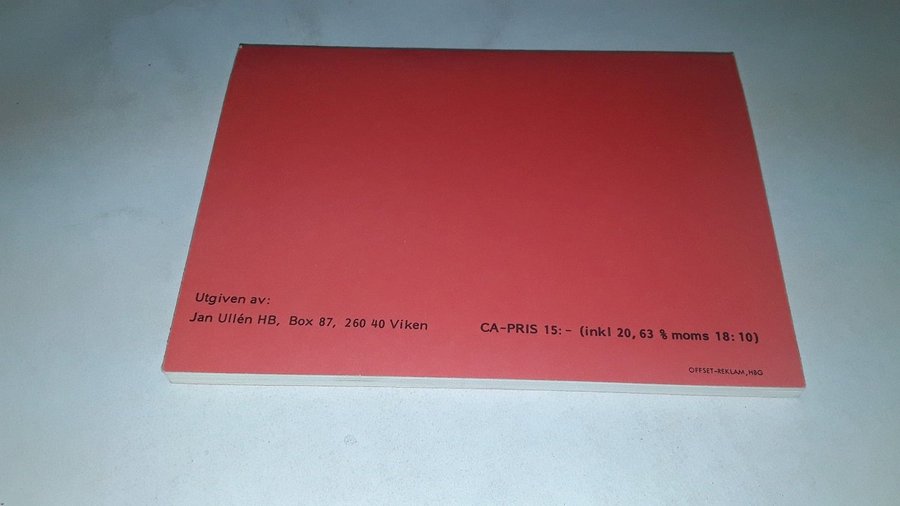 Utgiven av:
Jan Ullén HB, Box 87, 260 40 Viken
CA-PRIS 15:- (inkl 20,63 % moms 18:10)
OFFSET-REKLAM, HBG